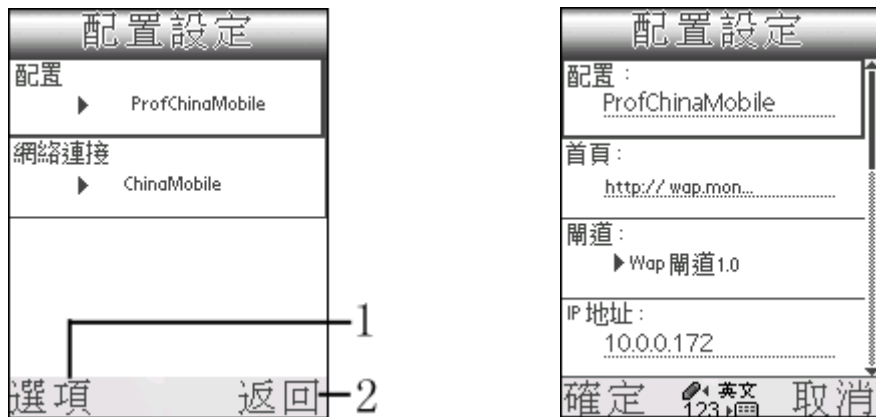 配置設定
配置
ProfChinaMobile
網絡連接
ChinaMobile
選項
返回
1
2
配置設定
配置:
ProfChinaMobile
首頁:
http:// wap.mon...
閘道:
Wap 閘道1.0
IP 地址:
10.0.0.172
確定
英文
123
取消